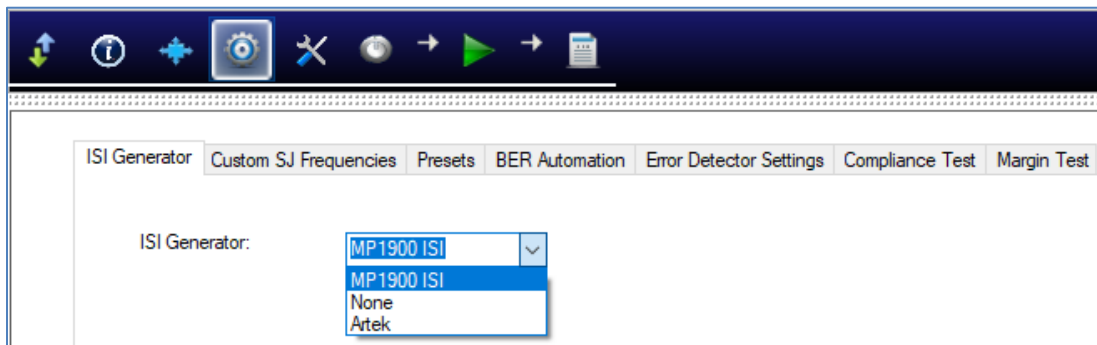 ISI Generator Custom SJ Frequencies Presets BER Automation Error Detector Settings Compliance Test Margin Test
ISI Generator: MP1900 ISI
MP1900 ISI
None
Artek